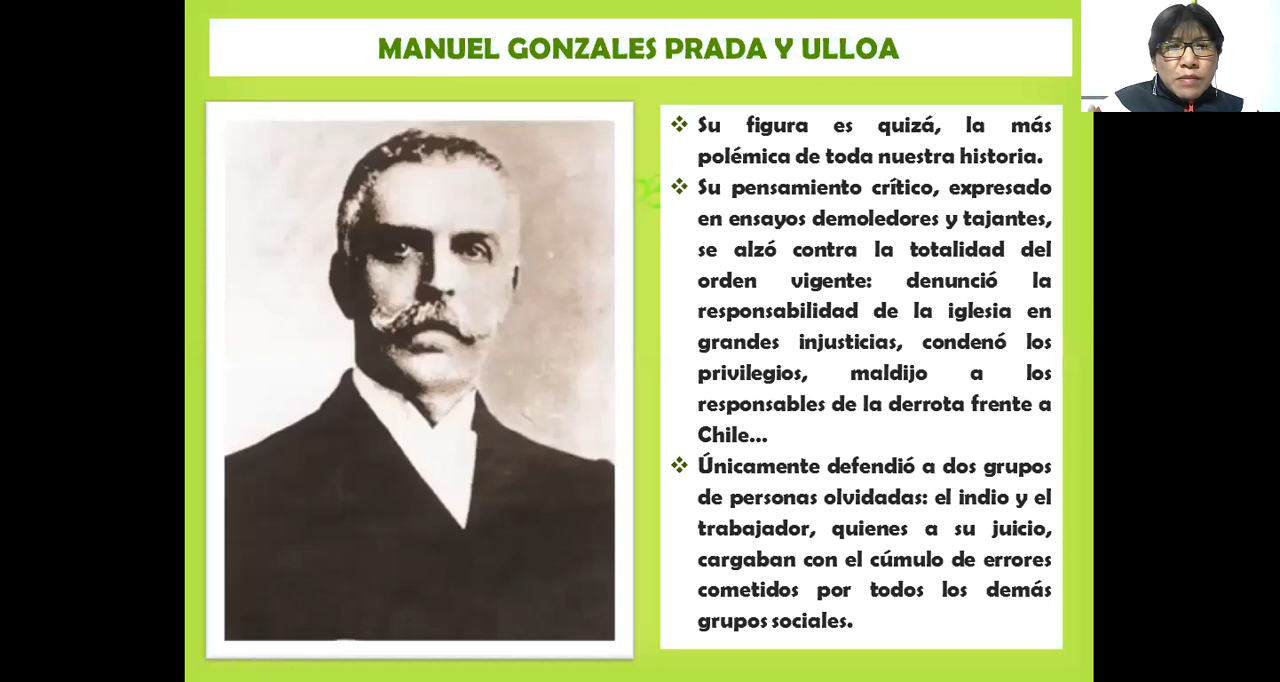 MANUEL GONZALES PRADA Y ULLOA
Su figura es quizá, la más
polémica de toda nuestra historia.
Su pensamiento crítico, expresado
en ensayos demoledores y tajantes,
se alzó contra la totalidad del
orden vigente: denunció la
responsabilidad de la iglesia en
grandes injusticias, condenó los
privilegios, maldijo a los
responsables de la derrota frente a
Chile...
Únicamente defendió a dos grupos
de personas olvidadas: el indio y el
trabajador, quienes a su juicio,
cargaban con el cúmulo de errores
cometidos por todos los demás
grupos sociales.